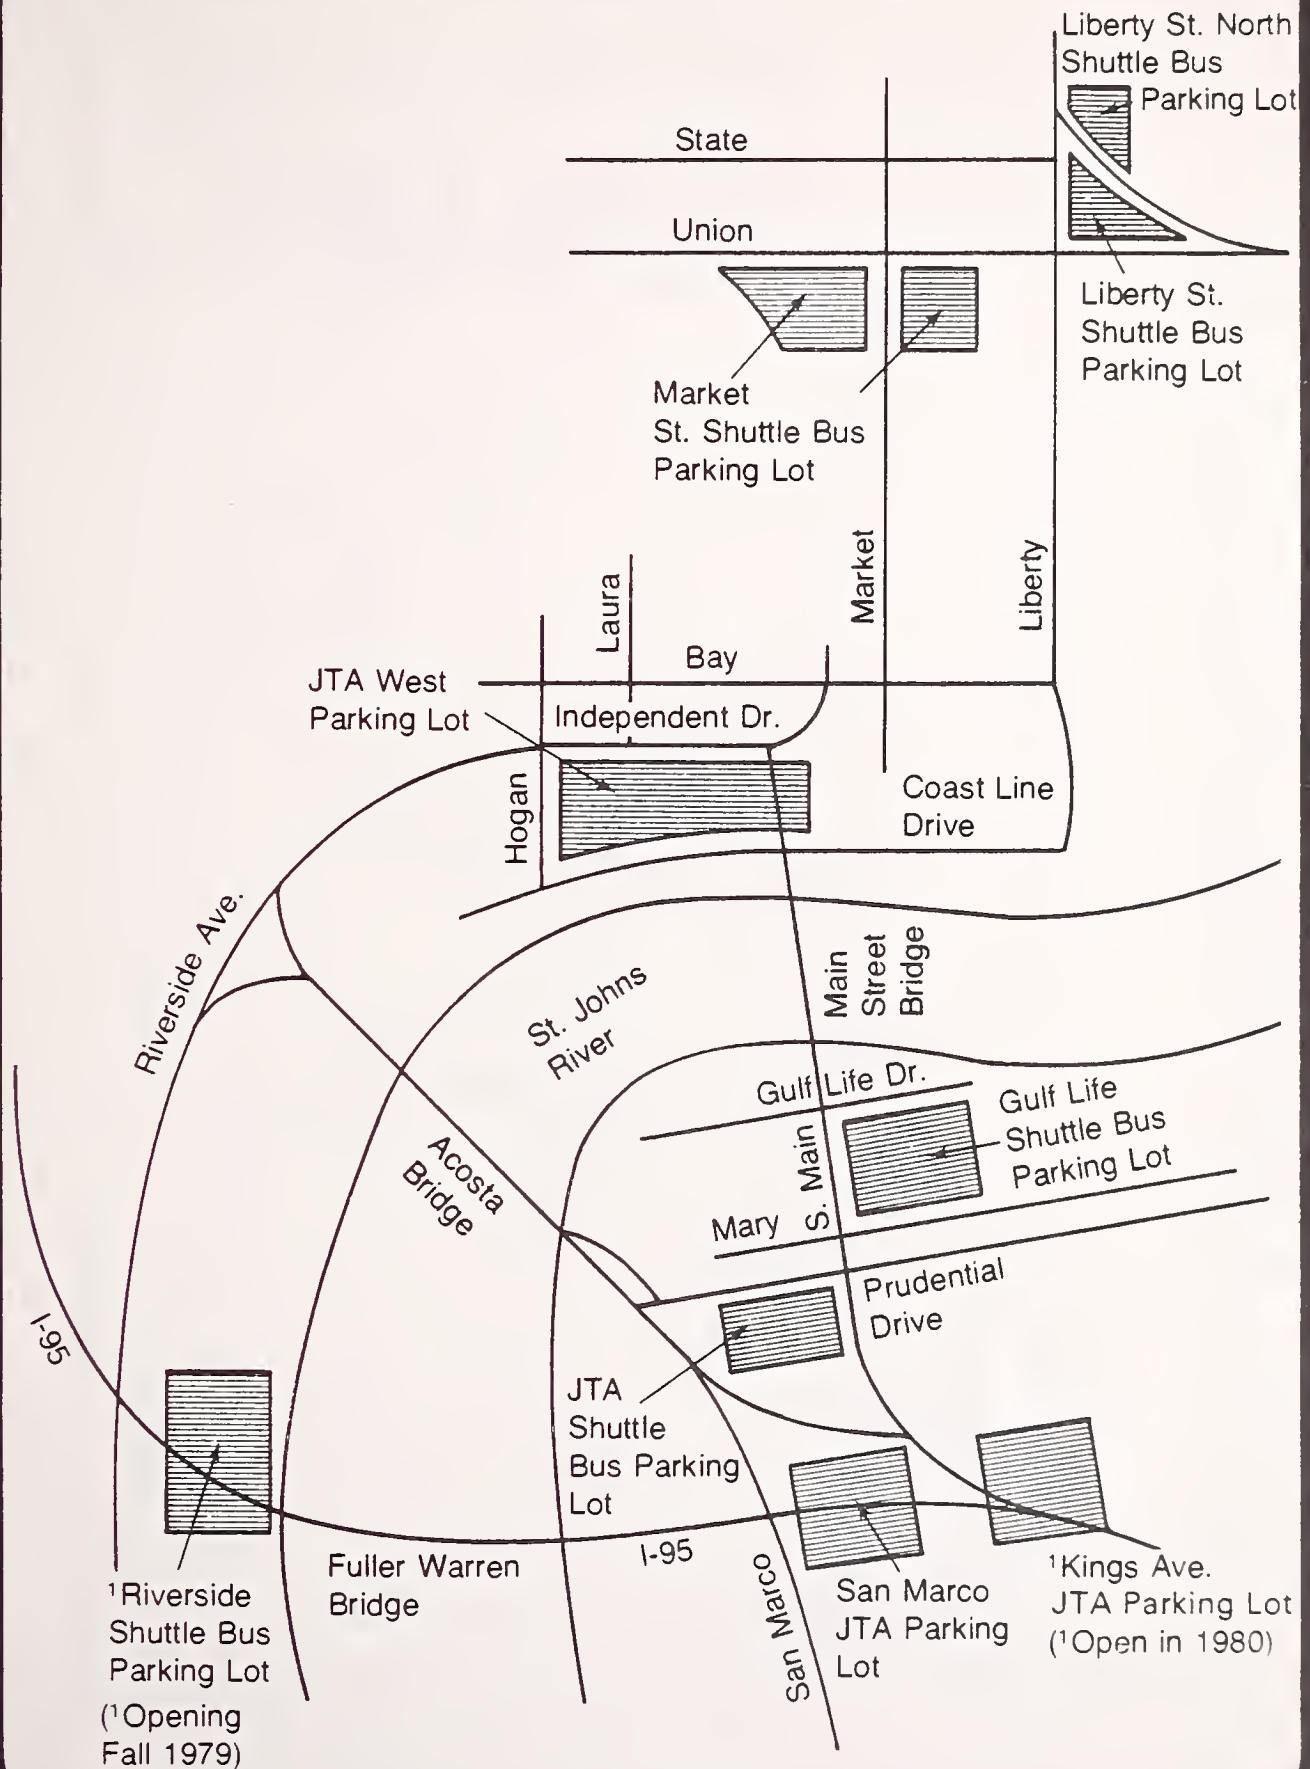 Liberty St. North
Shuttle Bus
Parking Lot
State
Union
Liberty St.
Shuttle Bus
Parking Lot
Market
St. Shuttle Bus
Parking Lot
Market
Liberty
Laura
Bay
JTA West
Parking Lot
Independent Dr.
Hogan
Coast Line
Drive
Riverside Ave.
St. Johns
River
Main
Street
Bridge
Gulf Life Dr.
Gulf Life
Shuttle Bus
Parking Lot
Acosta
Bridge
S. Main
Mary
Prudential
Drive
I-95
JTA
Shuttle
Bus Parking
Lot
I-95
Fuller Warren
Bridge
San Marco
¹Riverside
Shuttle Bus
Parking Lot
(¹Opening
Fall 1979)
San Marco
JTA Parking
Lot
¹Kings Ave.
JTA Parking Lot
(¹Open in 1980)